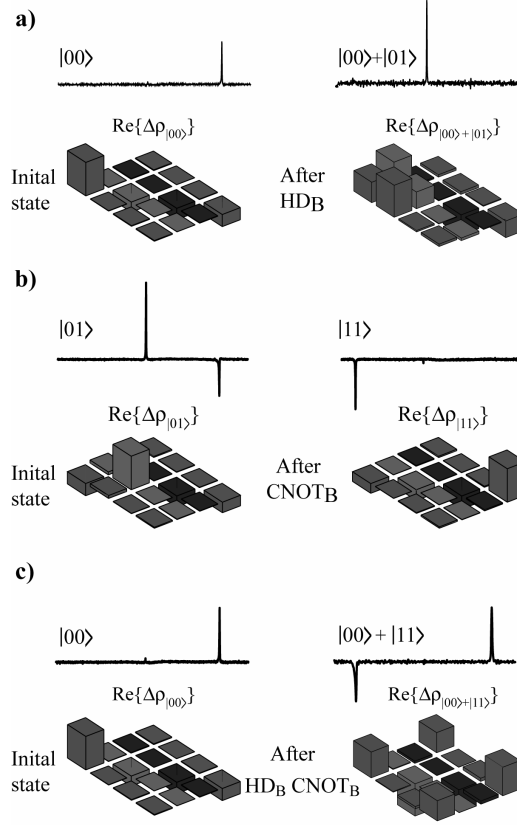 a)
|00⟩
|00⟩+|01⟩
Re{Δρ|00⟩}
Re{Δρ|00⟩+|01⟩}
Inital
state
After
HDB
b)
|01⟩
|11⟩
Re{Δρ|01⟩}
Re{Δρ|11⟩}
Inital
state
After
CNOTB
c)
|00⟩
|00⟩ + |11⟩
Re{Δρ|00⟩}
Re{Δρ|00⟩+|11⟩}
Inital
state
After
HDB CNOTB